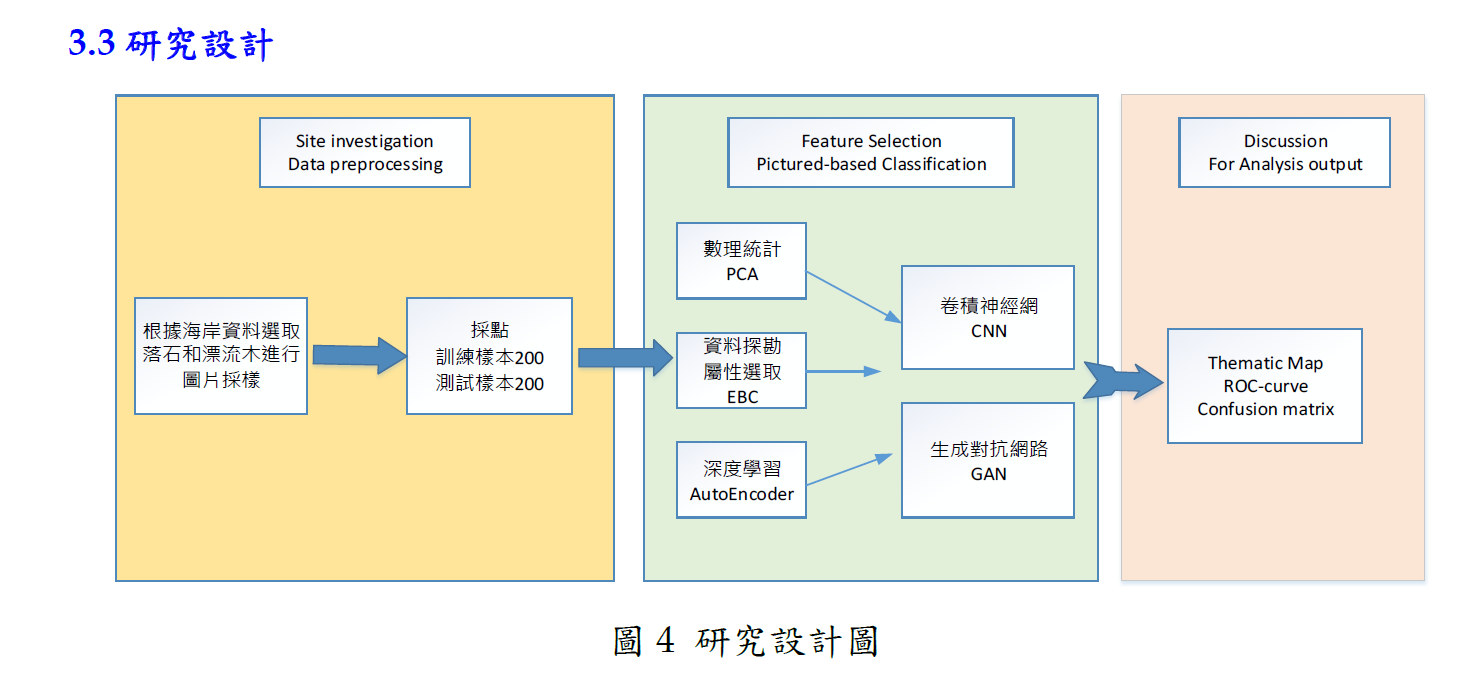 3.3 研究設計
Site investigation
Data preprocessing
根據海岸資料選取
落石和漂流木進行
圖片採樣
採點
訓練樣本200
測試樣本200
Feature Selection
Pictured-based Classification
數理統計
PCA
資料探勘
屬性選取
EBC
深度學習
AutoEncoder
卷積神經網
CNN
生成對抗網路
GAN
Discussion
For Analysis output
Thematic Map
ROC-curve
Confusion matrix
圖 4 研究設計圖